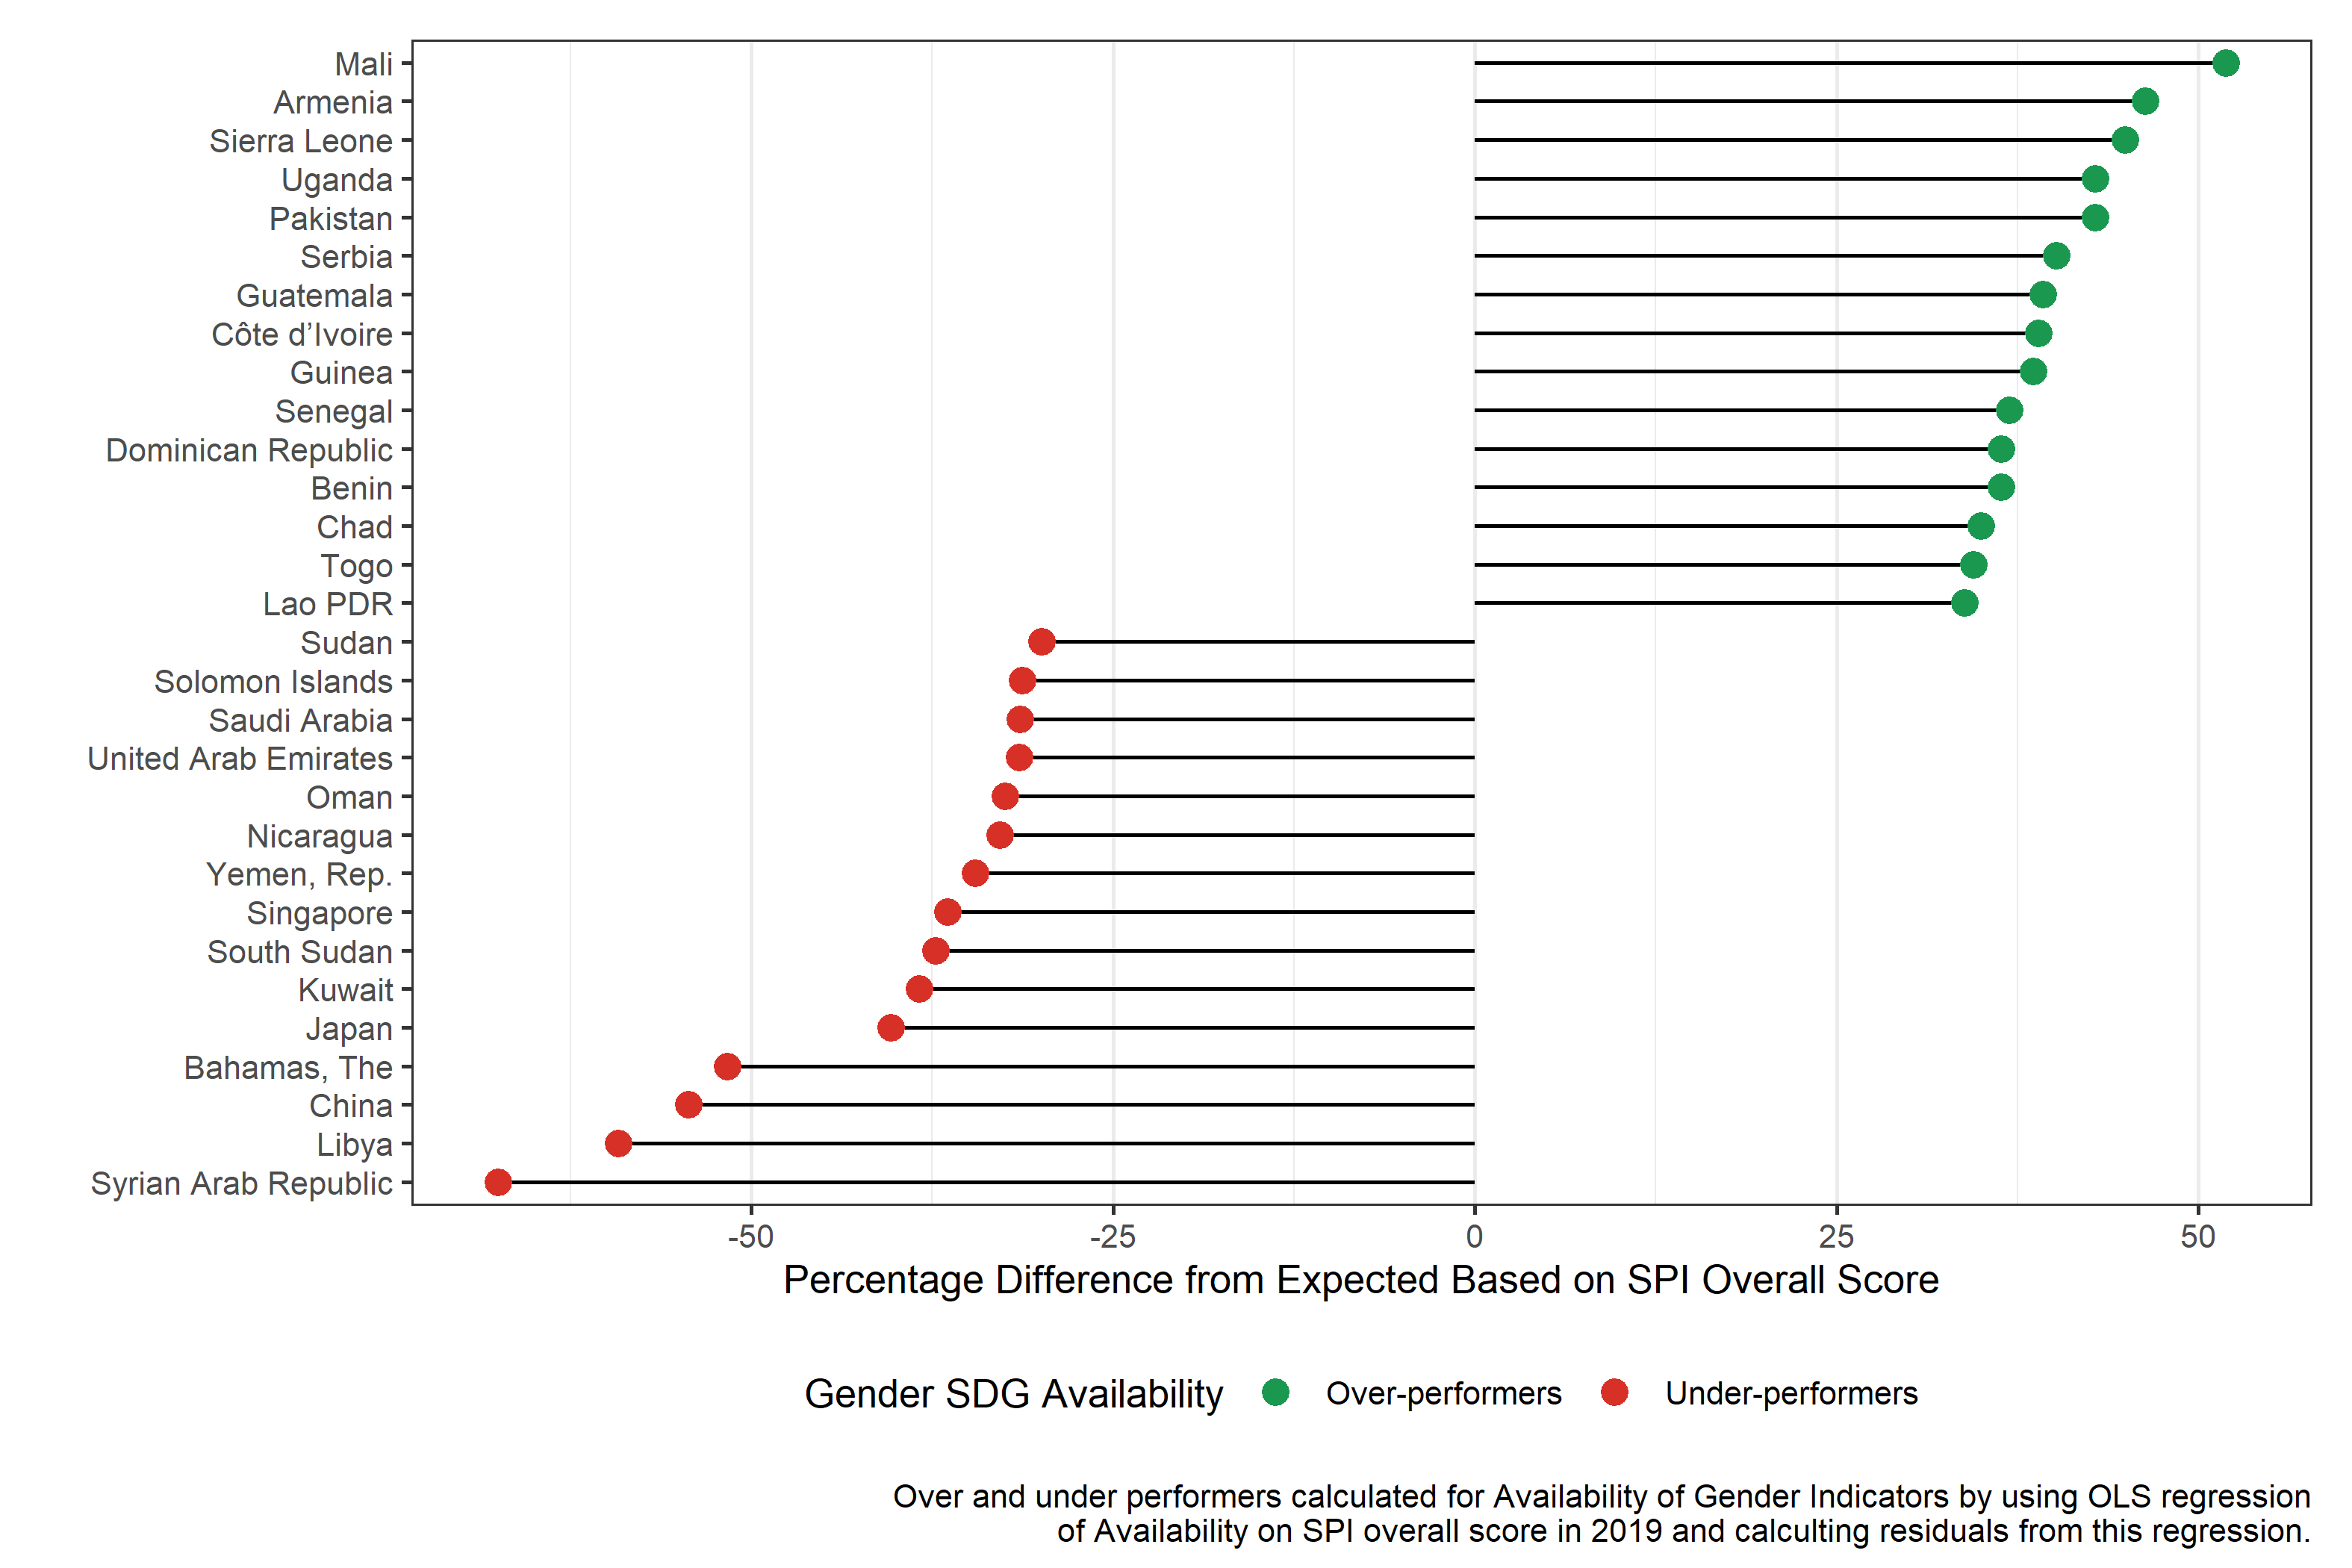 Mali
Armenia
Sierra Leone
Uganda
Pakistan
Serbia
Guatemala
Côte d’Ivoire
Guinea
Senegal
Dominican Republic
Benin
Chad
Togo
Lao PDR
Sudan
Solomon Islands
Saudi Arabia
United Arab Emirates
Oman
Nicaragua
Yemen, Rep.
Singapore
South Sudan
Kuwait
Japan
Bahamas, The
China
Libya
Syrian Arab Republic
-50 -25 0 25 50
Percentage Difference from Expected Based on SPI Overall Score
Gender SDG Availability Over-performers Under-performers
Over and under performers calculated for Availability of Gender Indicators by using OLS regression
of Availability on SPI overall score in 2019 and calculting residuals from this regression.